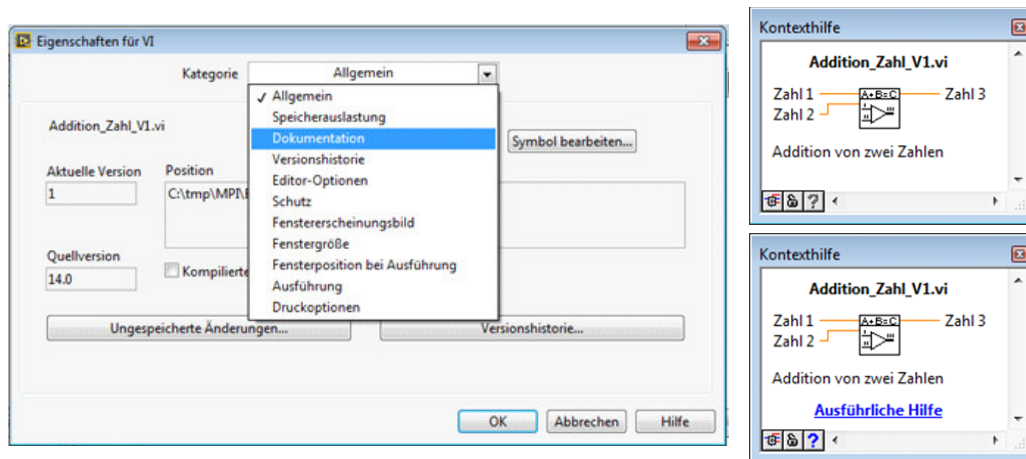 Eigenschaften für VI
Kategorie
Allgemein
Allgemein
Speicherauslastung
Dokumentation
Versionshistorie
Editor-Optionen
Schutz
Fenstererscheinungsbild
Fenstergröße
Fensterposition bei Ausführung
Ausführung
Druckoptionen
Addition_Zahl_V1.vi
Symbol bearbeiten...
Aktuelle Version
Position
1
C:\tmp\MPI\
Quellversion
14.0
Kompilierte
Ungespeicherte Änderungen...
Versionshistorie...
OK
Abbrechen
Hilfe
Kontexthilfe
Addition_Zahl_V1.vi
Zahl 1
A+B=C
Zahl 3
Zahl 2
Addition von zwei Zahlen
?
Kontexthilfe
Addition_Zahl_V1.vi
Zahl 1
A+B=C
Zahl 3
Zahl 2
Addition von zwei Zahlen
Ausführliche Hilfe
?